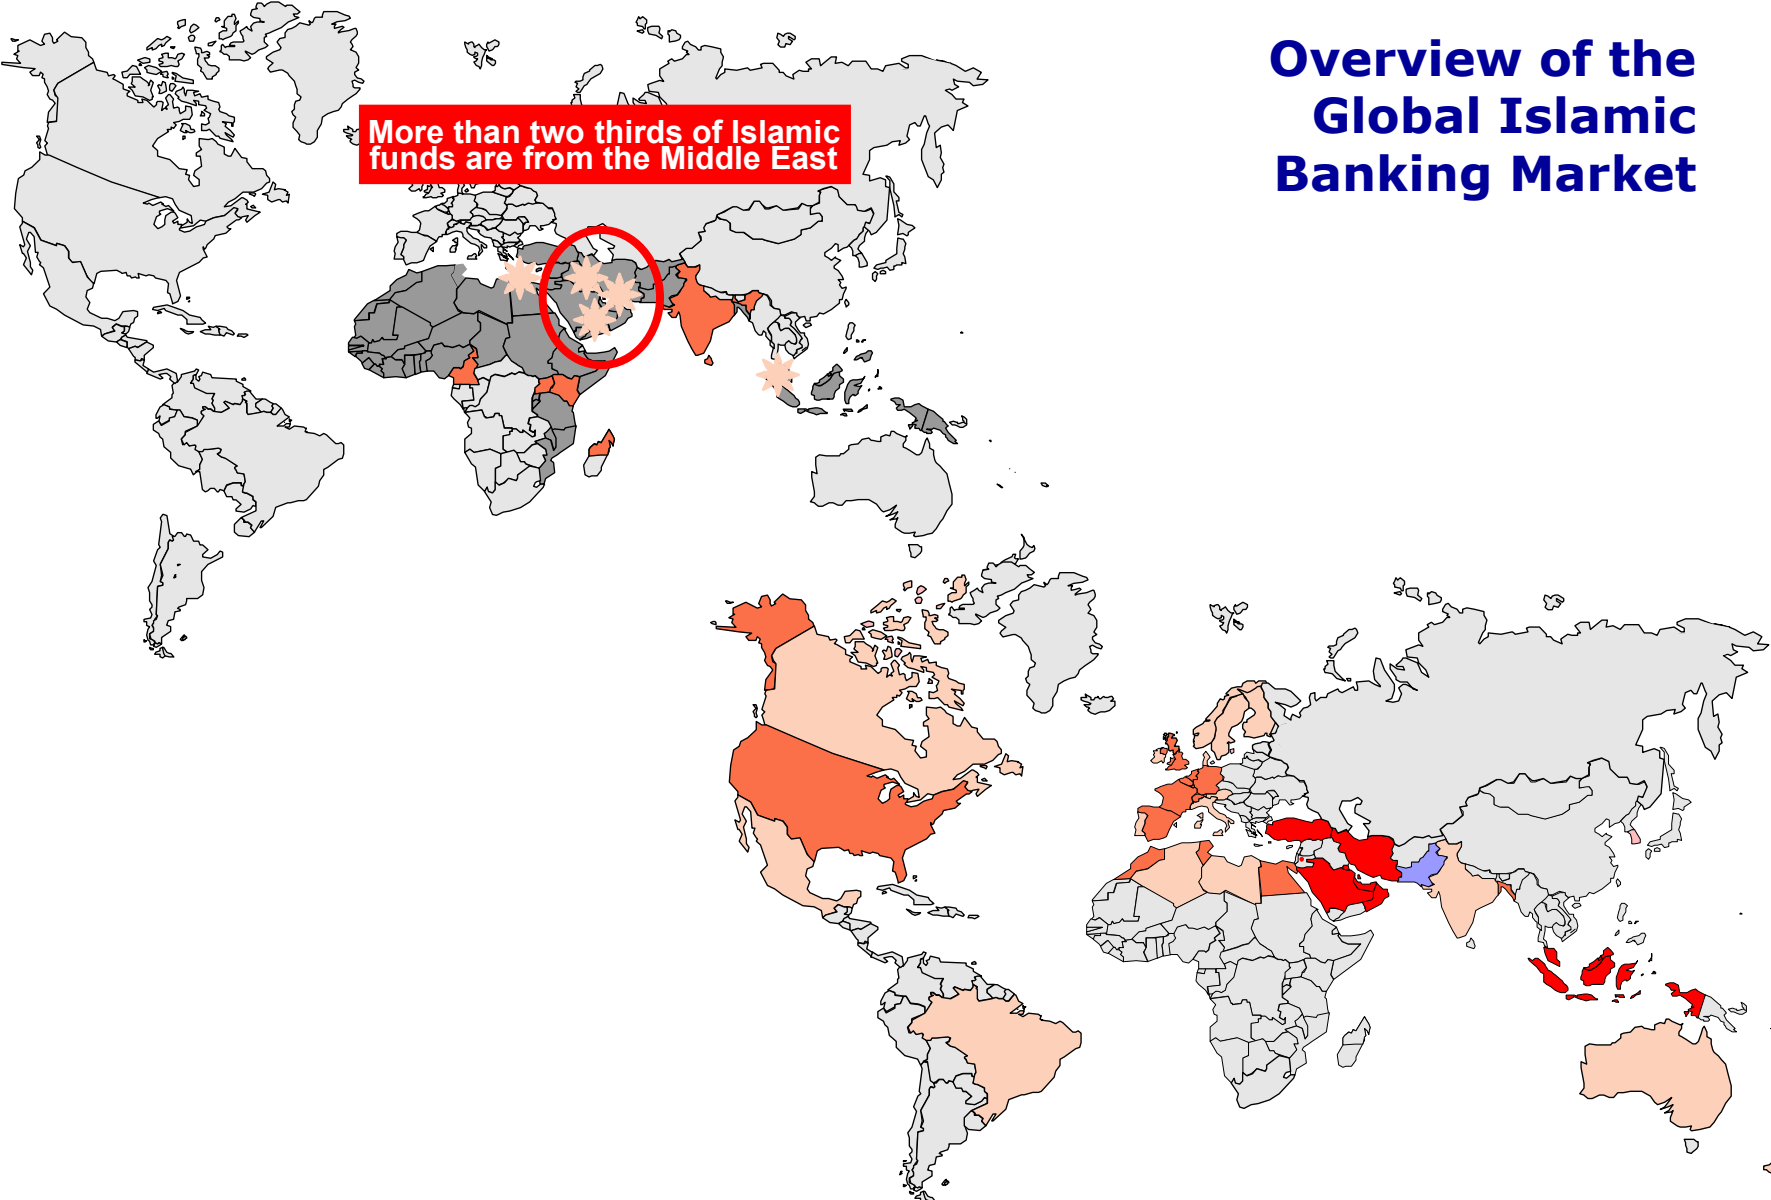 Overview of the
Global Islamic
Banking Market
More than two thirds of Islamic
funds are from the Middle East